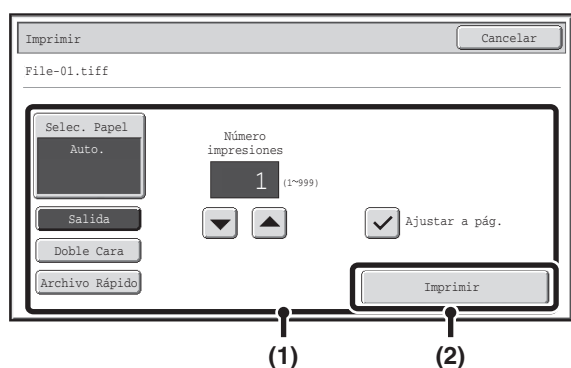 Imprimir
Cancelar
File-01.tiff
Selec. Papel
Auto.
Número
impresiones
1 (1~999)
Salida
Ajustar a pág.
Doble Cara
Archivo Rápido
Imprimir
(1)
(2)